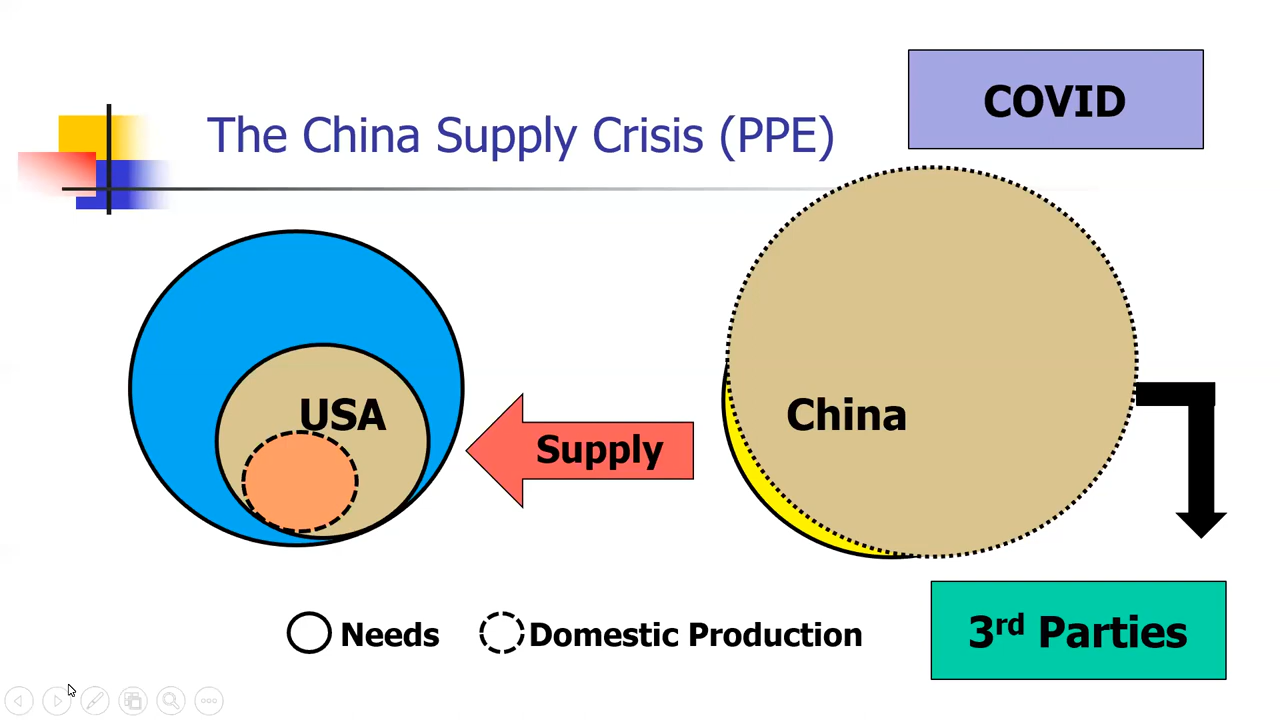 COVID
The China Supply Crisis (PPE)
USA
China
Supply
Needs
Domestic Production
3rd Parties